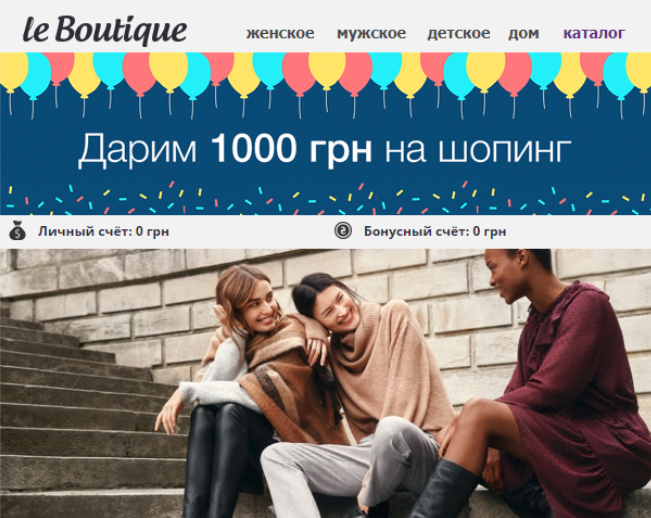 le Boutique
женское мужское детское дом каталог
Дарим 1000 грн на шопинг
Личный счёт: 0 грн Бонусный счёт: 0 грн